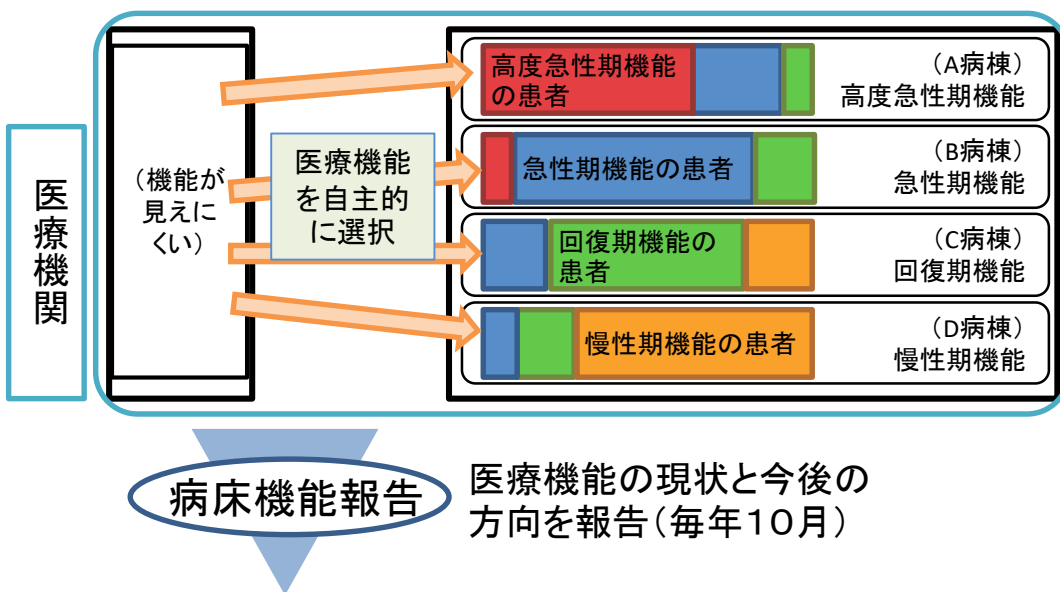 医療機関
(機能が
見えに
くい)
医療機能
を自主的
に選択
高度急性期機能
の患者
(A病棟)
高度急性期機能
急性期機能の患者
(B病棟)
急性期機能
回復期機能の
患者
(C病棟)
回復期機能
慢性期機能の患者
(D病棟)
慢性期機能
病床機能報告
医療機能の現状と今後の
方向を報告(毎年10月)